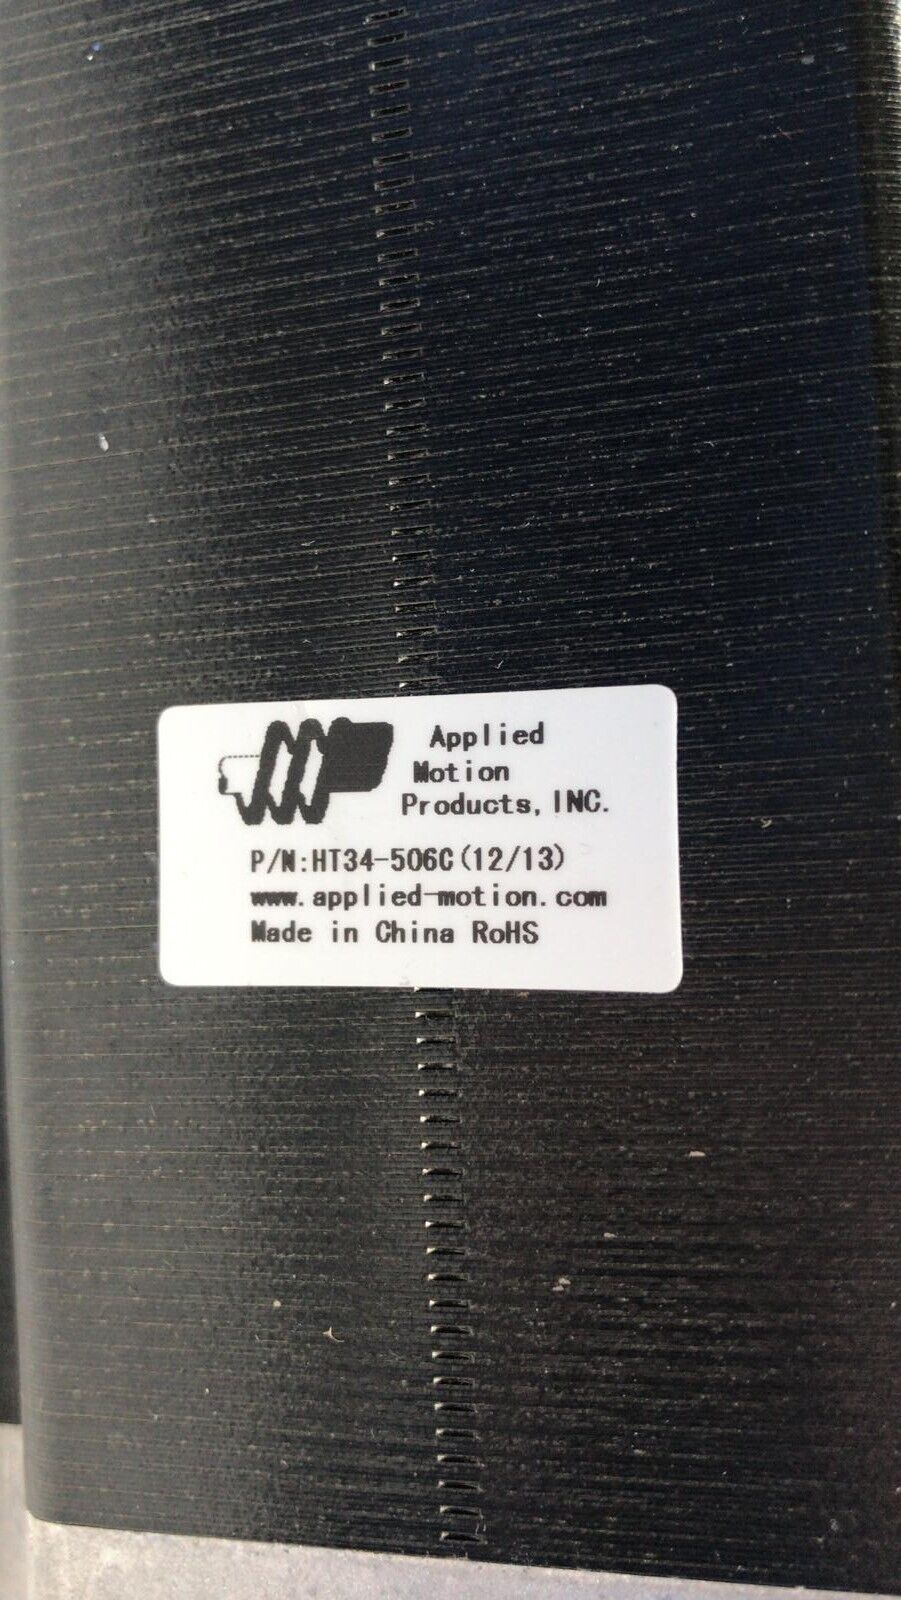 Applied
Motion
Products, INC.
P/N:HT34-506C(12/13)
www.applied-motion.com
Made in China RoHS